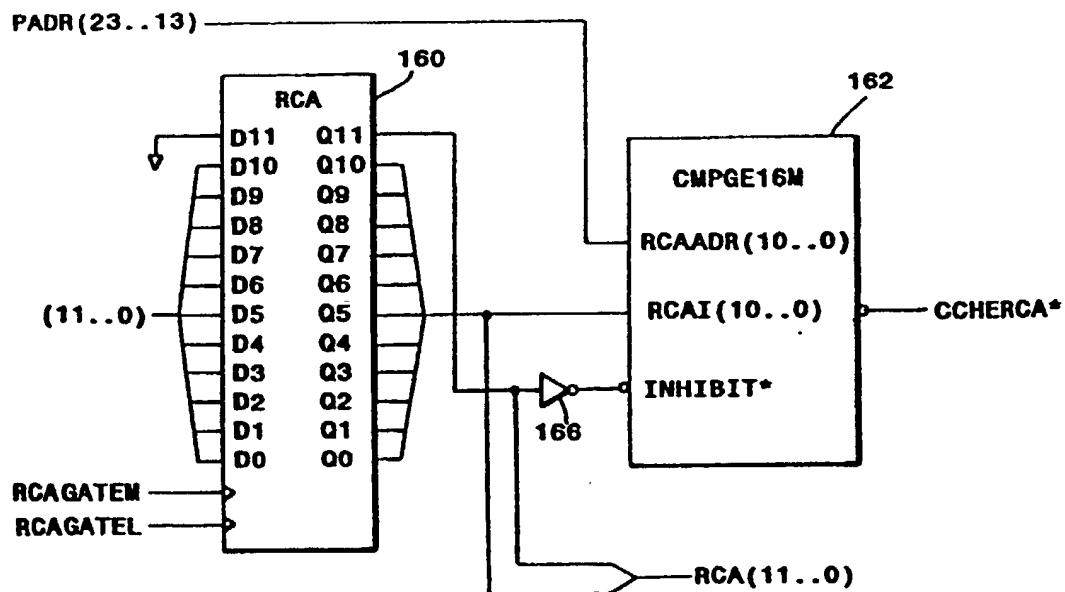 PADR(23..13)
160
RCA
D11 Q11
D10 Q10
D9 Q9
D8 Q8
D7 Q7
D6 Q6
(11..0) D5 Q5
D4 Q4
D3 Q3
D2 Q2
D1 Q1
D0 Q0
RCAGATEM
RCAGATEL
162
CMPGE16M
RCAADR(10..0)
RCAI(10..0)
CCHERCA*
INHIBIT*
166
RCA(11..0)